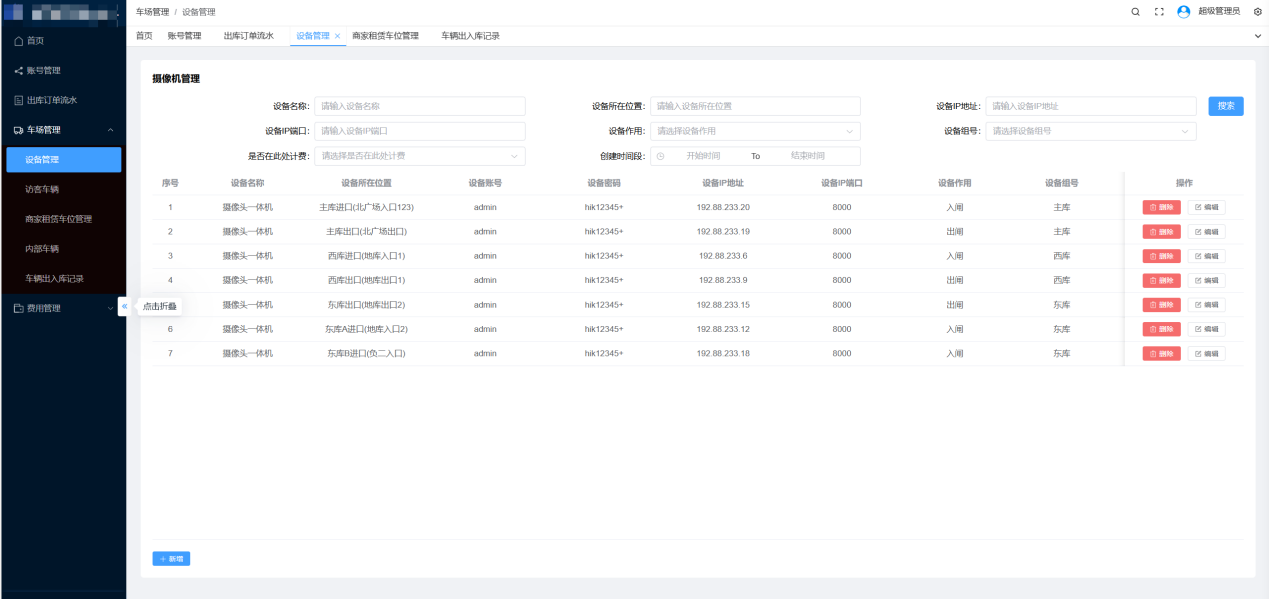 车场管理 / 设备管理
超级管理员
首页
账号管理
出库订单流水
车场管理
设备管理
访客车辆
商家租赁车位管理
内部车辆
车辆出入库记录
费用管理
点击折叠
首页 账号管理 出库订单流水 设备管理 × 商家租赁车位管理 车辆出入库记录
摄像机管理
设备名称: 请输入设备名称 设备所在位置: 请输入设备所在位置 设备IP地址: 请输入设备IP地址 搜索
设备IP端口: 请输入设备IP端口 设备作用: 请选择设备作用 设备组号: 请选择设备组号
是否在此处计费: 请选择是否在此处计费 创建时间段: 开始时间 To 结束时间
序号 设备名称 设备所在位置 设备账号 设备密码 设备IP地址 设备IP端口 设备作用 设备组号 操作
1 摄像头一体机 主库进口(北广场入口123) admin hik12345+ 192.88.233.20 8000 入闸 主库 删除 编辑
2 摄像头一体机 主库出口(北广场出口) admin hik12345+ 192.88.233.19 8000 出闸 主库 删除 编辑
3 摄像头一体机 西库进口(地库入口1) admin hik12345+ 192.88.233.6 8000 入闸 西库 删除 编辑
4 摄像头一体机 西库出口(地库出口1) admin hik12345+ 192.88.233.9 8000 出闸 西库 删除 编辑
摄像头一体机 东库出口(地库出口2) admin hik12345+ 192.88.233.15 8000 出闸 东库 删除 编辑
6 摄像头一体机 东库A进口(地库入口2) admin hik12345+ 192.88.233.12 8000 入闸 东库 删除 编辑
7 摄像头一体机 东库B进口(负二入口) admin hik12345+ 192.88.233.18 8000 入闸 东库 删除 编辑
+ 新增